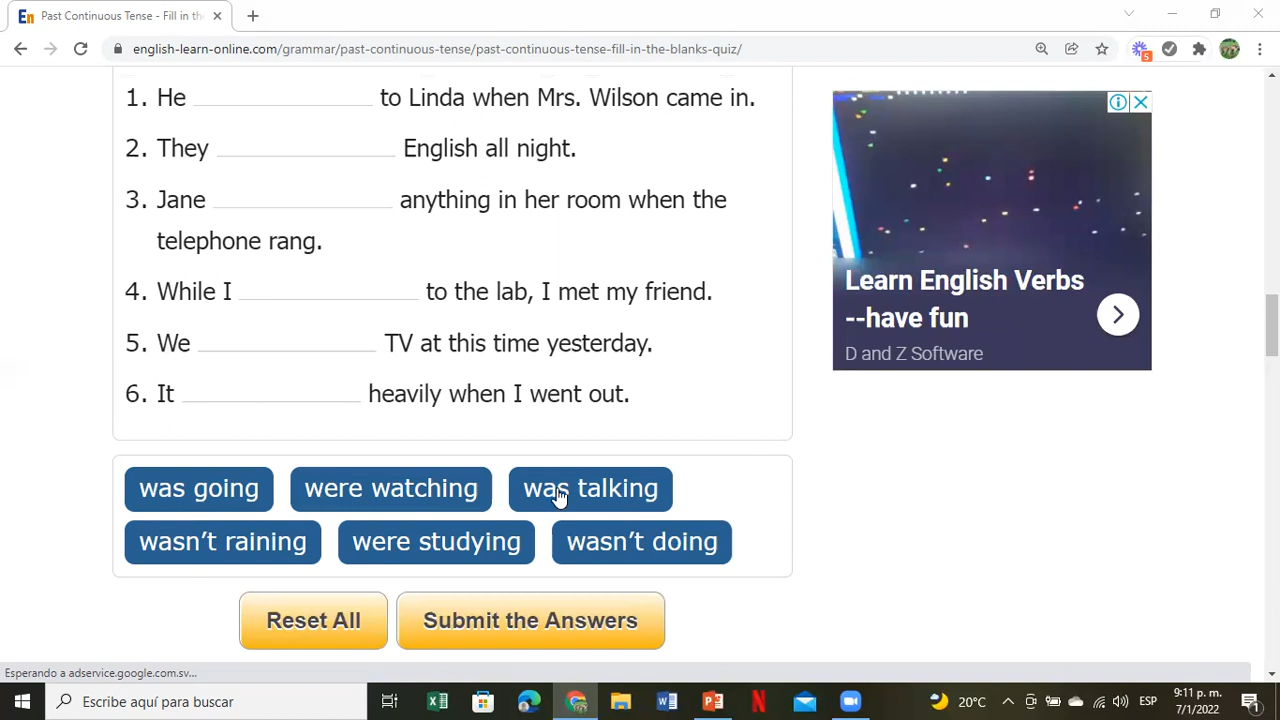 En Past Continuous Tense - Fill in the
english-learn-online.com/grammar/past-continuous-tense/past-continuous-tense-fill-in-the-blanks-quiz/
5
1. He to Linda when Mrs. Wilson came in.
2. They English all night.
3. Jane anything in her room when the
telephone rang.
4. While I to the lab, I met my friend.
5. We TV at this time yesterday.
6. It heavily when I went out.
Learn English Verbs
--have fun
D and Z Software
was going were watching was talking
wasn’t raining were studying wasn’t doing
Reset All Submit the Answers
Esperando a adservice.google.com.sv...
Escribe aquí para buscar
20°C
ESP
9:11 p. m.
7/1/2022
1